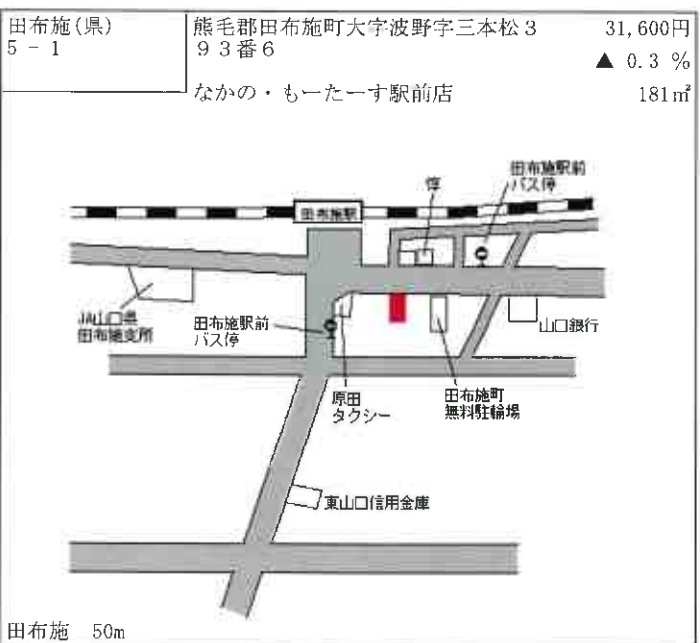 田布施(県)
5－1
熊毛郡田布施町大字波野字三本松3
93番6
31,600円
▲ 0.3 %
なかの・もーたーす駅前店
181㎡
田布施駅前
バス停
惇
田布施駅
JA山口県
田布施支所
田布施駅前
バス停
山口銀行
原田
タクシー
田布施町
無料駐輪場
東山口信用金庫
田布施 50m